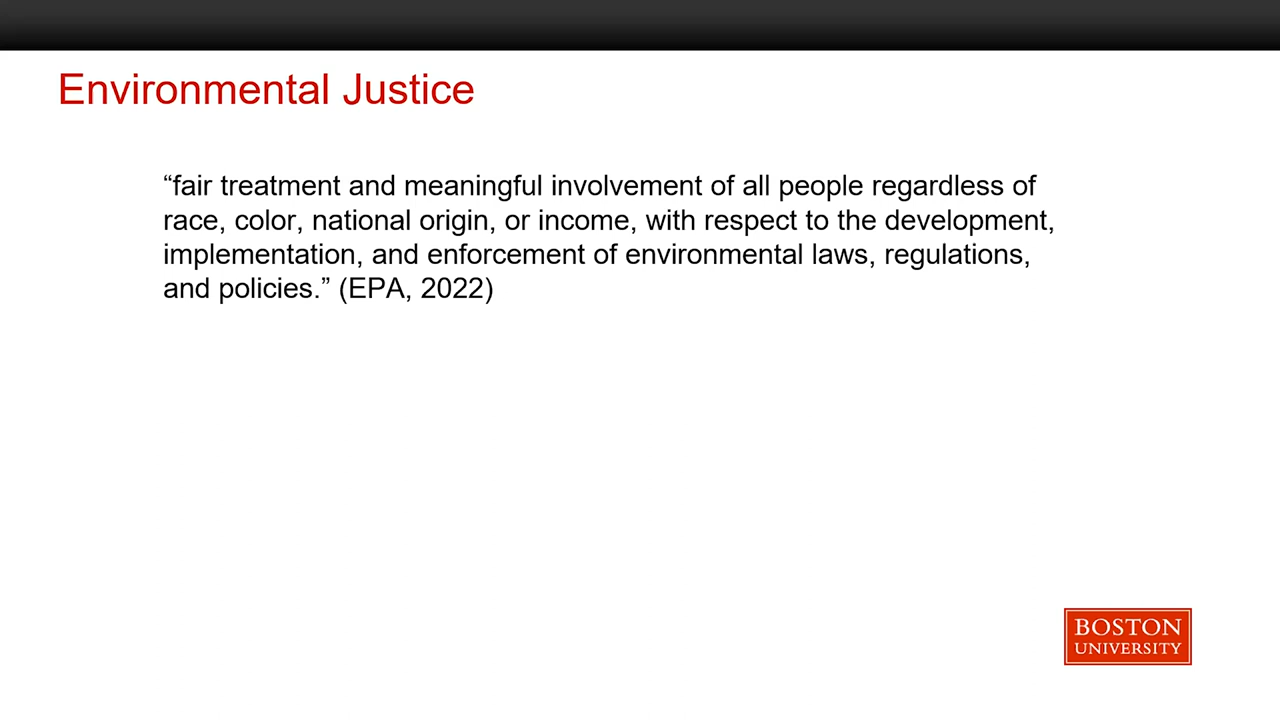 Environmental Justice
“fair treatment and meaningful involvement of all people regardless of
race, color, national origin, or income, with respect to the development,
implementation, and enforcement of environmental laws, regulations,
and policies.” (EPA, 2022)
BOSTON
UNIVERSITY